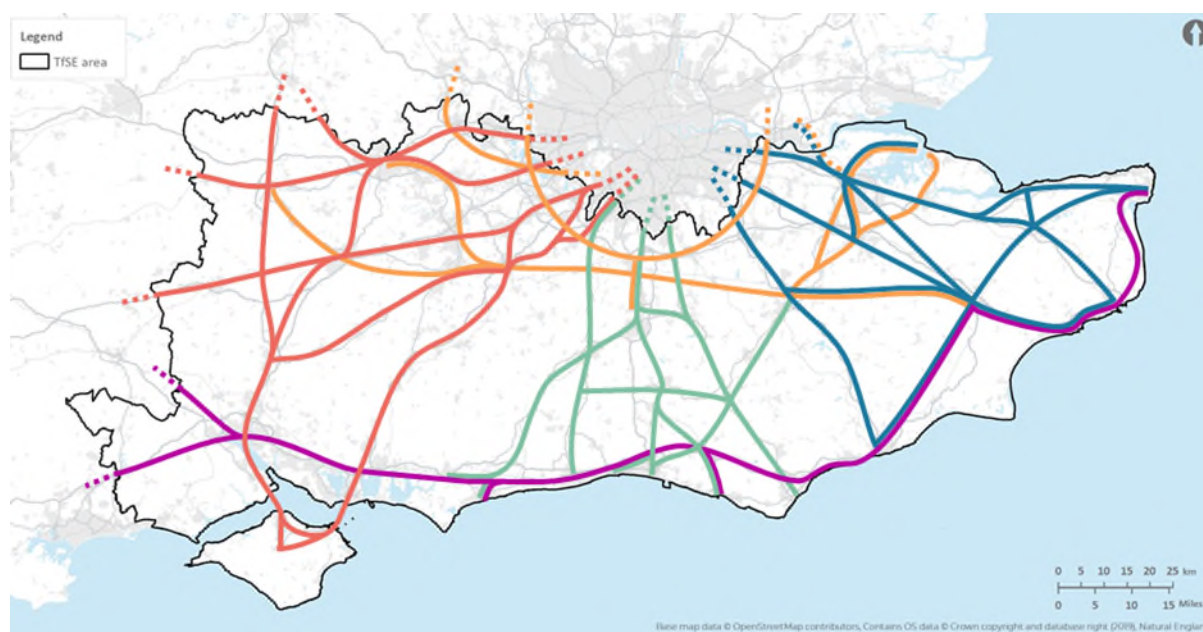 Legend
TfSE area
0 5 10 15 20 25 km
0 5 10 15 Miles
Base map data © OpenStreetMap contributors, Contains OS data © Crown copyright and database right (2019), Natural Englan